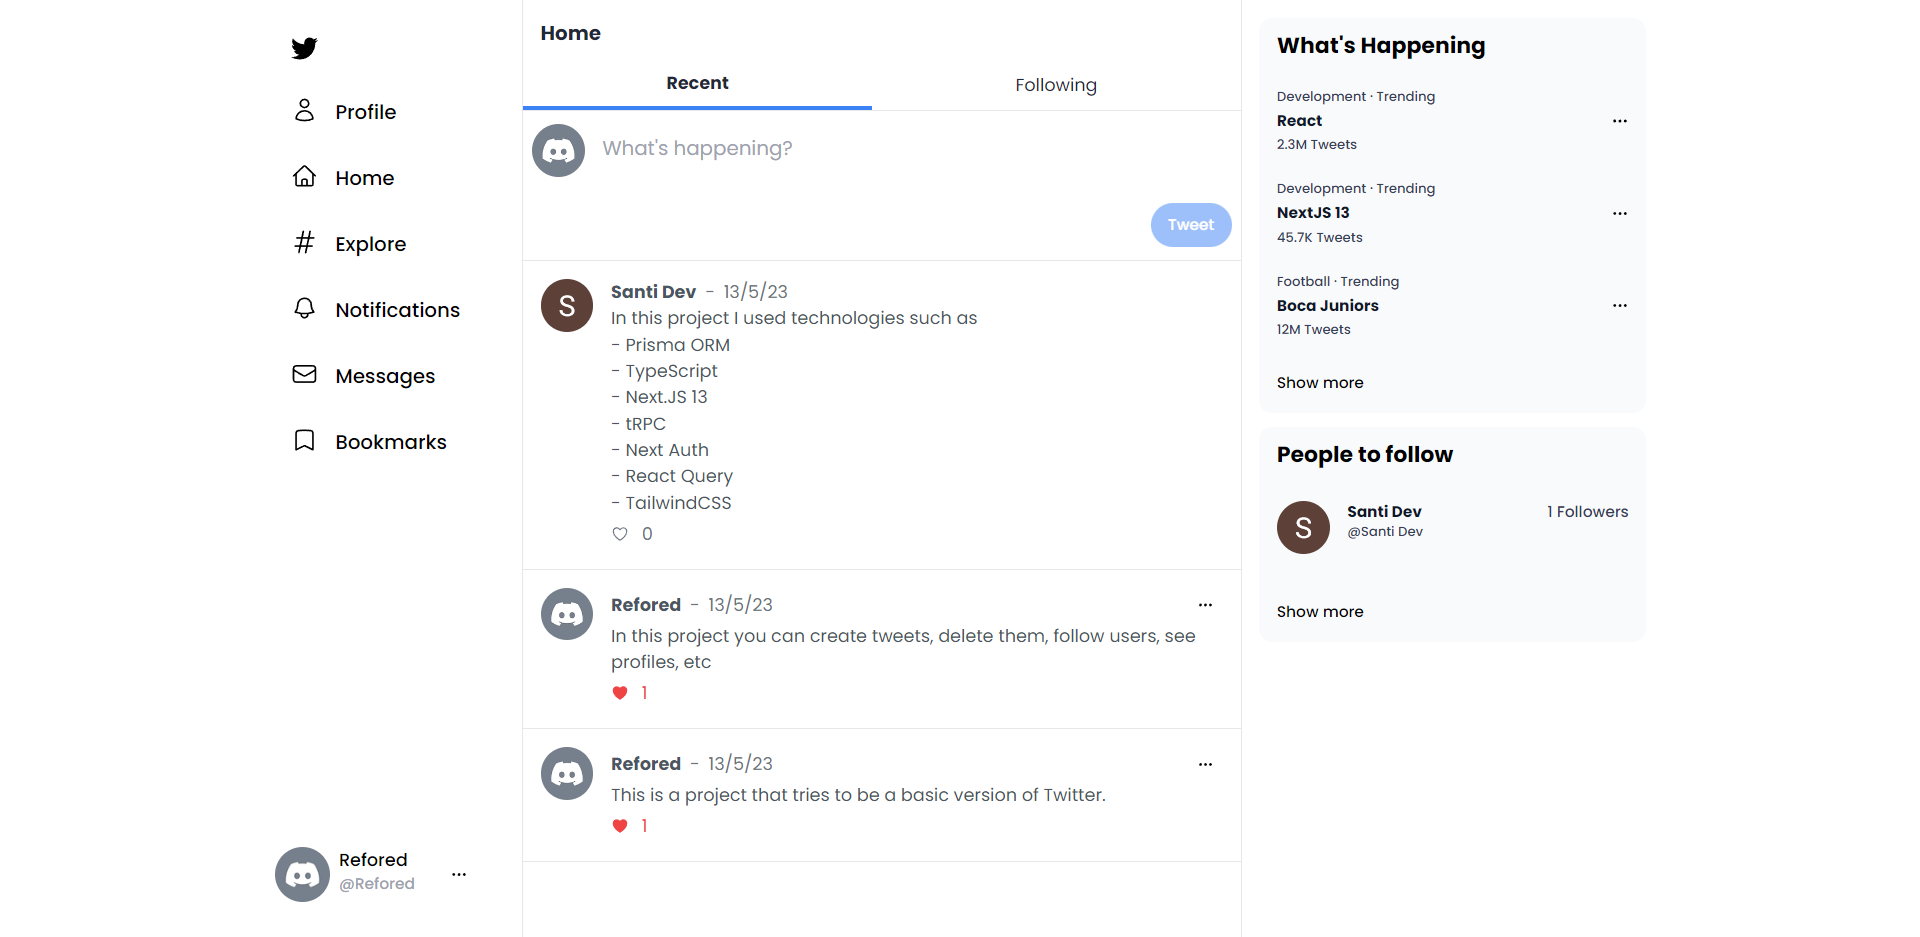 Profile
Home
Explore
Notifications
Messages
Bookmarks
Refored
@Refored
Home
Recent
Following
What's happening?
Tweet
S
Santi Dev - 13/5/23
In this project I used technologies such as
- Prisma ORM
- TypeScript
- Next.JS 13
- tRPC
- Next Auth
- React Query
- TailwindCSS
0
Refored - 13/5/23
In this project you can create tweets, delete them, follow users, see
profiles, etc
1
Refored - 13/5/23
This is a project that tries to be a basic version of Twitter.
1
What's Happening
Development · Trending
React
2.3M Tweets
Development · Trending
NextJS 13
45.7K Tweets
Football · Trending
Boca Juniors
12M Tweets
Show more
People to follow
S
Santi Dev
1 Followers
@Santi Dev
Show more